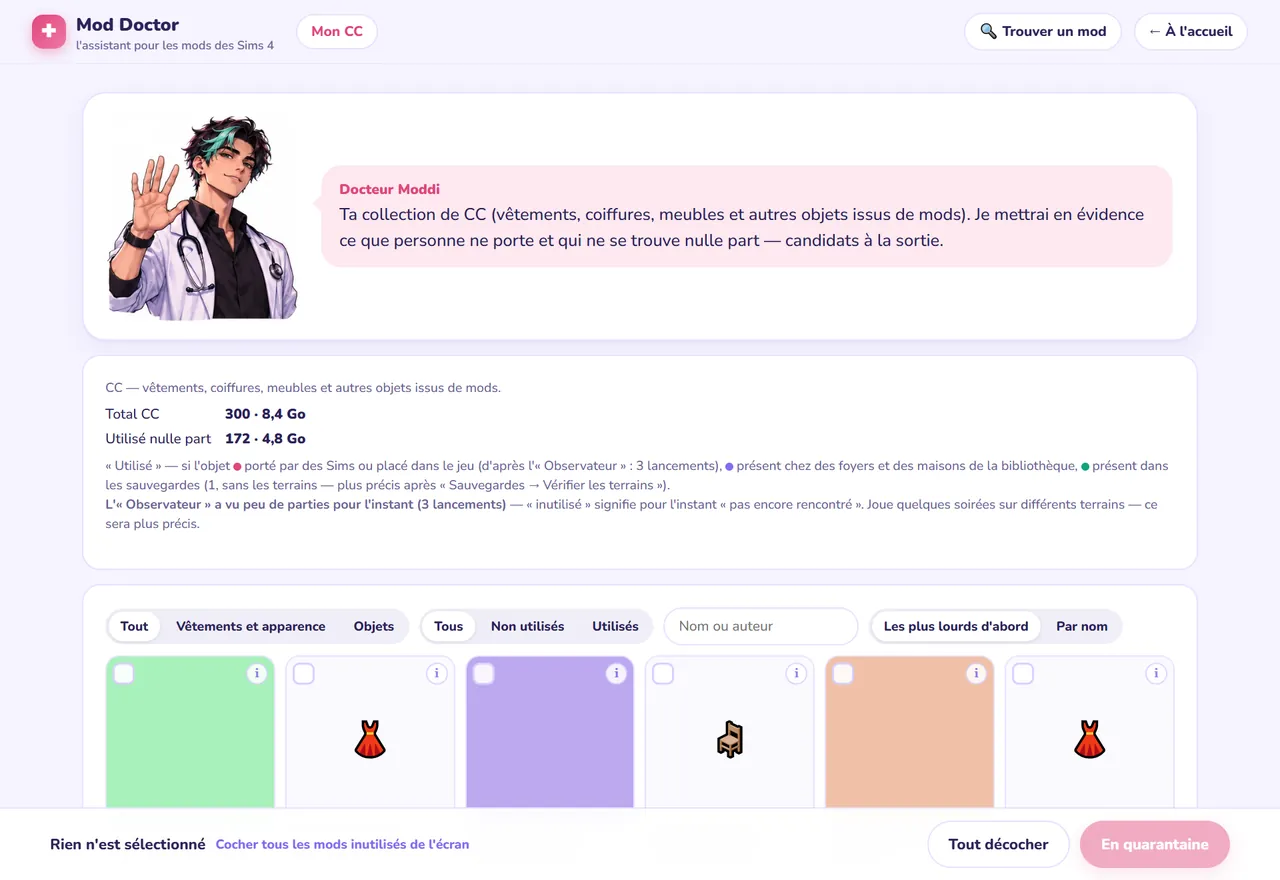 Mod Doctor
l'assistant pour les mods des Sims 4
Mon CC
🔍 Trouver un mod
← À l'accueil
Docteur Moddi
Ta collection de CC (vêtements, coiffures, meubles et autres objets issus de mods). Je mettrai en évidence
ce que personne ne porte et qui ne se trouve nulle part — candidats à la sortie.
CC — vêtements, coiffures, meubles et autres objets issus de mods.
Total CC 300 · 8,4 Go
Utilisé nulle part 172 · 4,8 Go
« Utilisé » — si l'objet ● porté par des Sims ou placé dans le jeu (d'après l'« Observateur » : 3 lancements), ● présent chez des foyers et des maisons de la bibliothèque, ● présent dans
les sauvegardes (1, sans les terrains — plus précis après « Sauvegardes → Vérifier les terrains »).
L'« Observateur » a vu peu de parties pour l'instant (3 lancements) — « inutilisé » signifie pour l'instant « pas encore rencontré ». Joue quelques soirées sur différents terrains — ce
sera plus précis.
Tout Vêtements et apparence Objets Tous Non utilisés Utilisés Nom ou auteur Les plus lourds d'abord Par nom
i i i i i i
Rien n'est sélectionné Cocher tous les mods inutilisés de l'écran Tout décocher En quarantaine